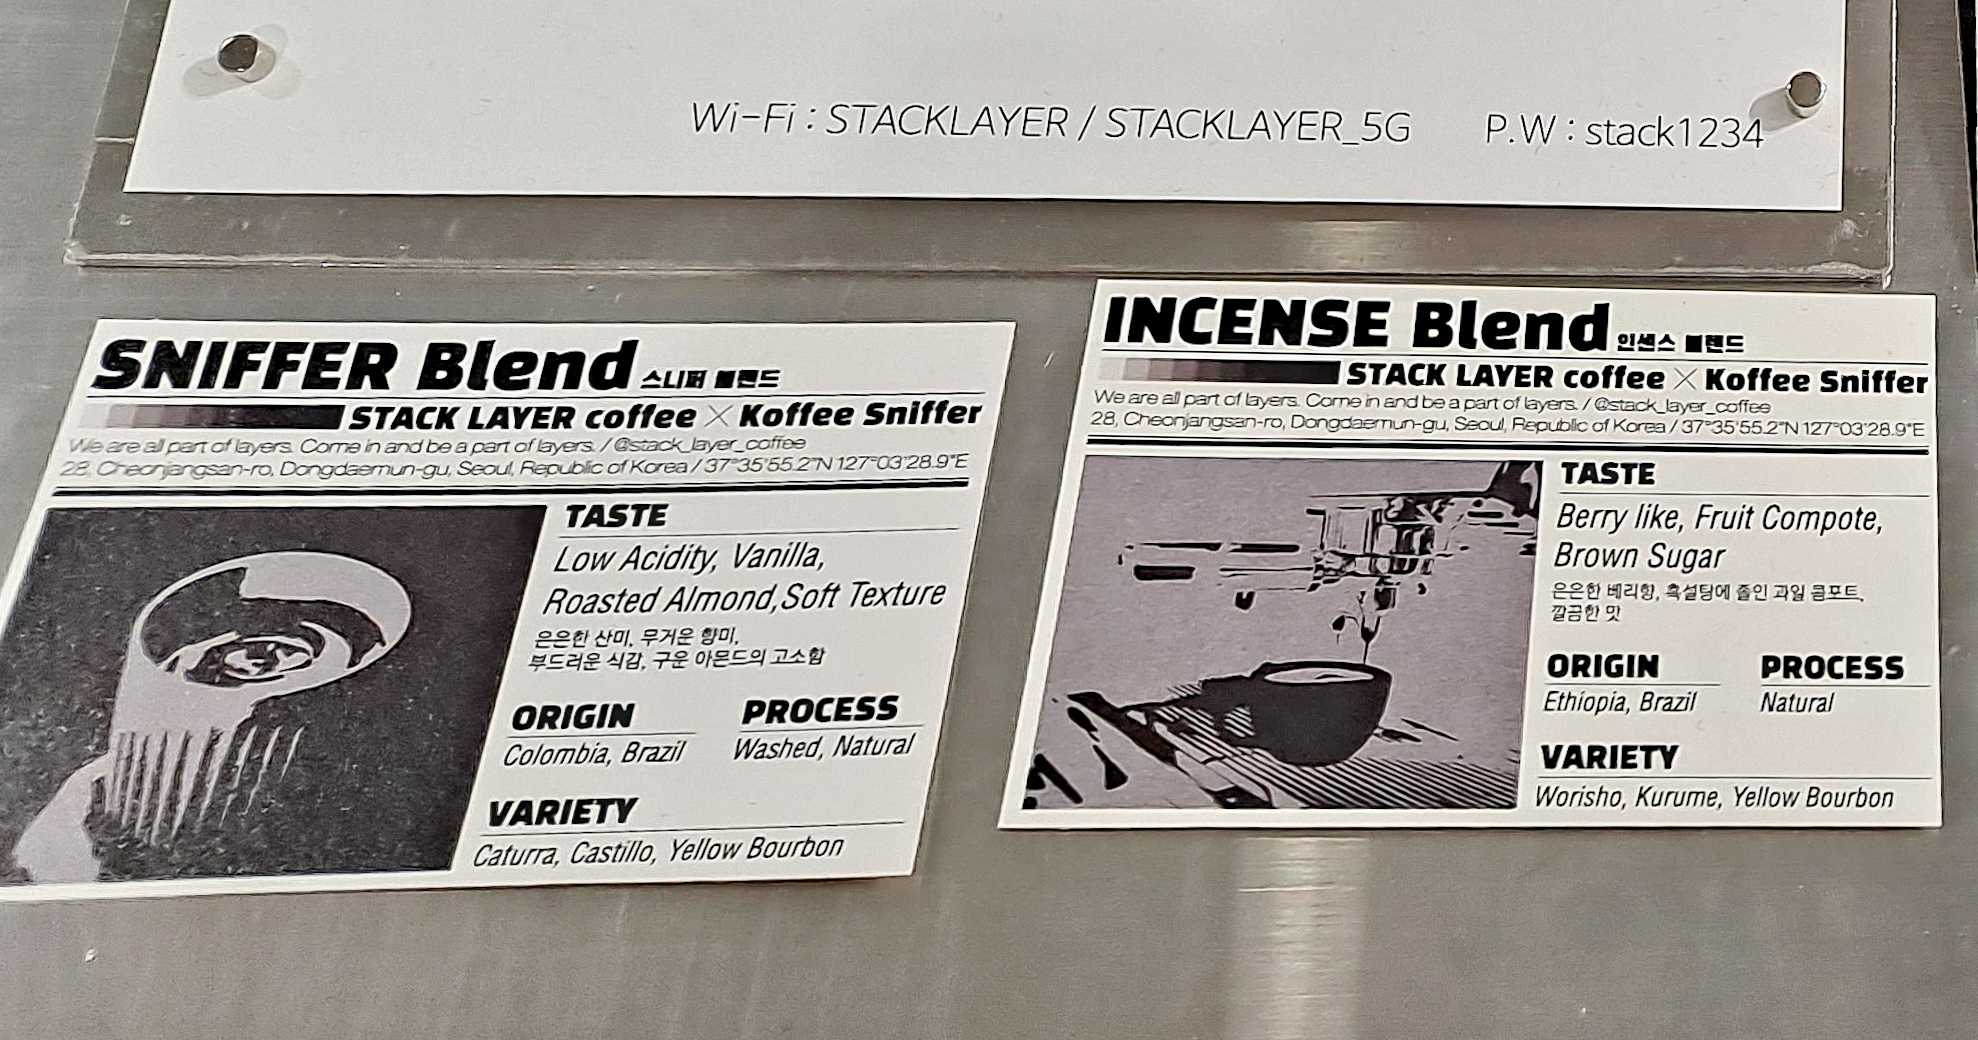 Wi-Fi : STACKLAYER / STACKLAYER_5G P.W : stack1234
SNIFFER Blend 스니퍼 블렌드
STACK LAYER coffee × Koffee Sniffer
We are all part of layers. Come in and be a part of layers. / @stack_layer_coffee
28, Cheonjangsan-ro, Dongdaemun-gu, Seoul, Republic of Korea / 37°35'55.2"N 127°03'28.9"E
TASTE
Low Acidity, Vanilla,
Roasted Almond,Soft Texture
은은한 산미, 무거운 향미,
부드러운 식감, 구운 아몬드의 고소함
ORIGIN PROCESS
Colombia, Brazil Washed, Natural
VARIETY
Caturra, Castillo, Yellow Bourbon
INCENSE Blend 인센스 블렌드
STACK LAYER coffee × Koffee Sniffer
We are all part of layers. Come in and be a part of layers. / @stack_layer_coffee
28, Cheonjangsan-ro, Dongdaemun-gu, Seoul, Republic of Korea / 37°35'55.2"N 127°03'28.9"E
TASTE
Berry like, Fruit Compote,
Brown Sugar
은은한 베리향, 흑설탕에 졸인 과일 콤포트,
깔끔한 맛
ORIGIN PROCESS
Ethiopia, Brazil Natural
VARIETY
Worisho, Kurume, Yellow Bourbon